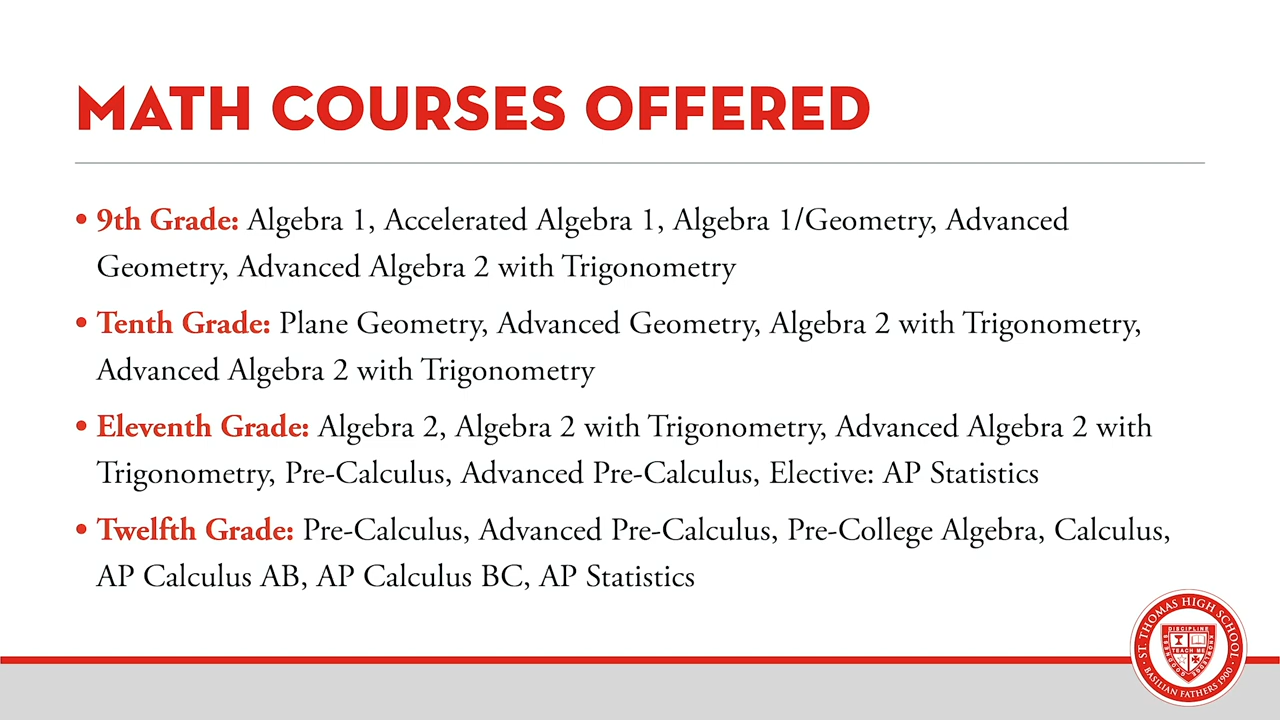 MATH COURSES OFFERED
• 9th Grade: Algebra 1, Accelerated Algebra 1, Algebra 1/Geometry, Advanced
Geometry, Advanced Algebra 2 with Trigonometry
• Tenth Grade: Plane Geometry, Advanced Geometry, Algebra 2 with Trigonometry,
Advanced Algebra 2 with Trigonometry
• Eleventh Grade: Algebra 2, Algebra 2 with Trigonometry, Advanced Algebra 2 with
Trigonometry, Pre-Calculus, Advanced Pre-Calculus, Elective: AP Statistics
• Twelfth Grade: Pre-Calculus, Advanced Pre-Calculus, Pre-College Algebra, Calculus,
AP Calculus AB, AP Calculus BC, AP Statistics
· ST. THOMAS HIGH SCHOOL ·
BASILIAN FATHERS 1900
DISCIPLINE
TEACH ME